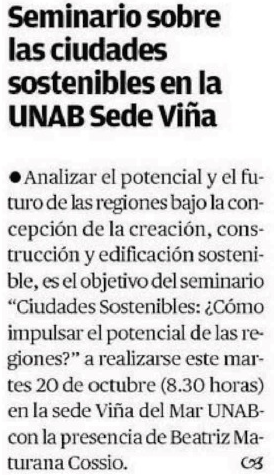 Seminario sobre
las ciudades
sostenibles en la
UNAB Sede Viña
●Analizar el potencial y el fu-
turo de las regiones bajo la con-
cepción de la creación, cons-
trucción y edificación sosteni-
ble, es el objetivo del seminario
“Ciudades Sostenibles: ¿Cómo
impulsar el potencial de las re-
giones?” a realizarse este mar-
tes 20 de octubre (8.30 horas)
en la sede Viña del Mar UNAB-
con la presencia de Beatriz Ma-
turana Cossio.